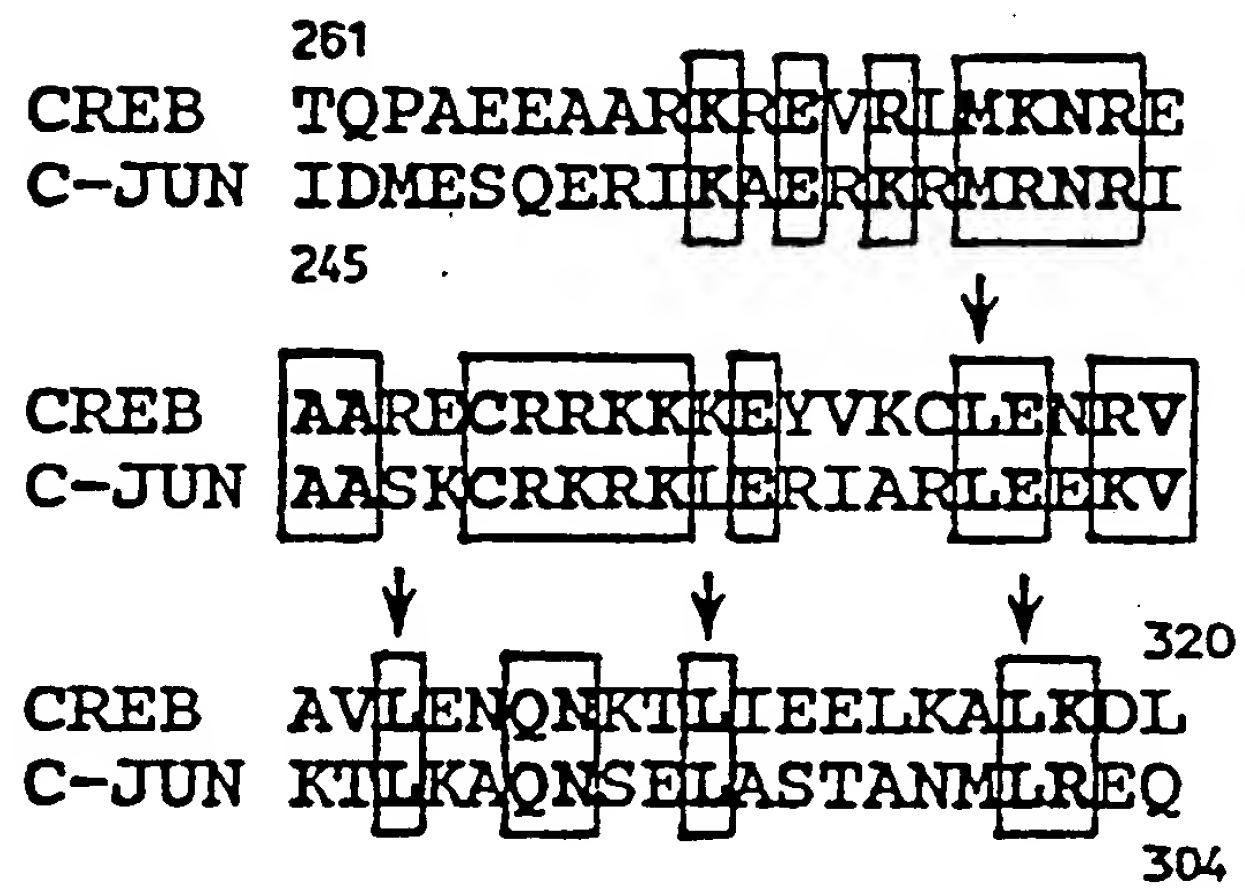 261
CREB TQPAEEAARKREVRLMKNRE
C-JUN IDMESQERIKAERKRMRNRI
245
CREB AARECRRKKKEYVKCLENRV
C-JUN AASKCRKRKLERIARLEEKV
320
CREB AVLENQNKTLIEELKALKDL
C-JUN KTLKAQNSELASTANMLREQ
304